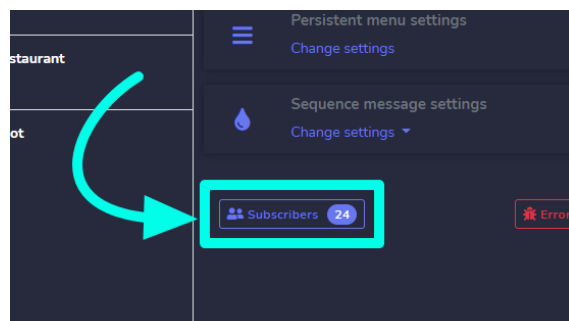 Persistent menu settings
staurant
Change settings
Sequence message settings
ot
Change settings
Subscribers 24
Error